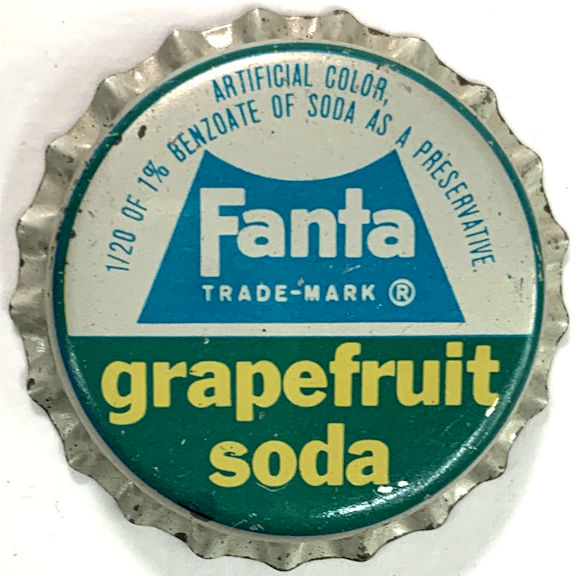 ARTIFICIAL COLOR,
1/20 OF 1% BENZOATE OF SODA AS A PRESERVATIVE.
Fanta
TRADE-MARK ®
grapefruit
soda